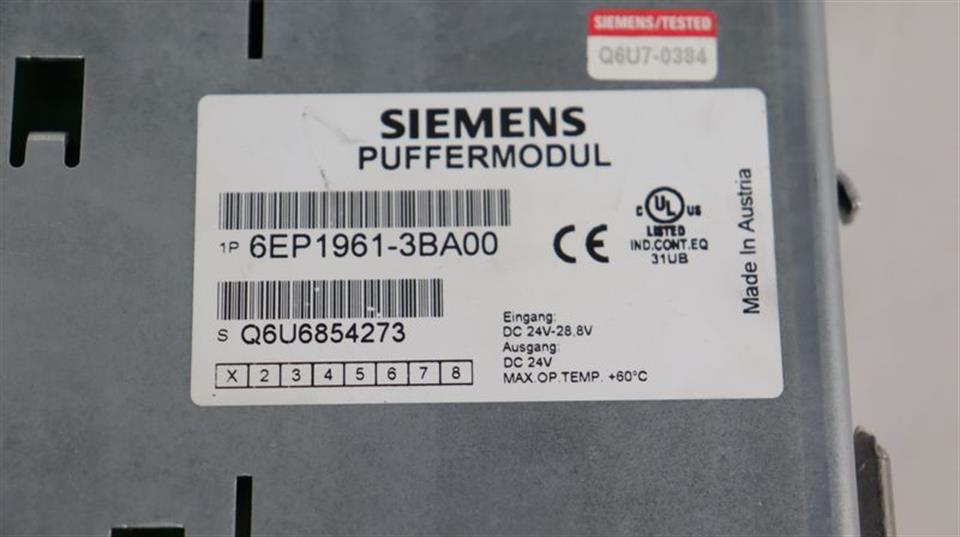 SIEMENS/TESTED
Q6U7-0384
SIEMENS
PUFFERMODUL
1P 6EP1961-3BA00
S Q6U6854273
X 2 3 4 5 6 7 8
C UL US
LISTED
IND.CONT.EQ
31UB
CE
Eingang:
DC 24V-28,8V
Ausgang:
DC 24V
MAX.OP.TEMP. +60°C
Made In Austria